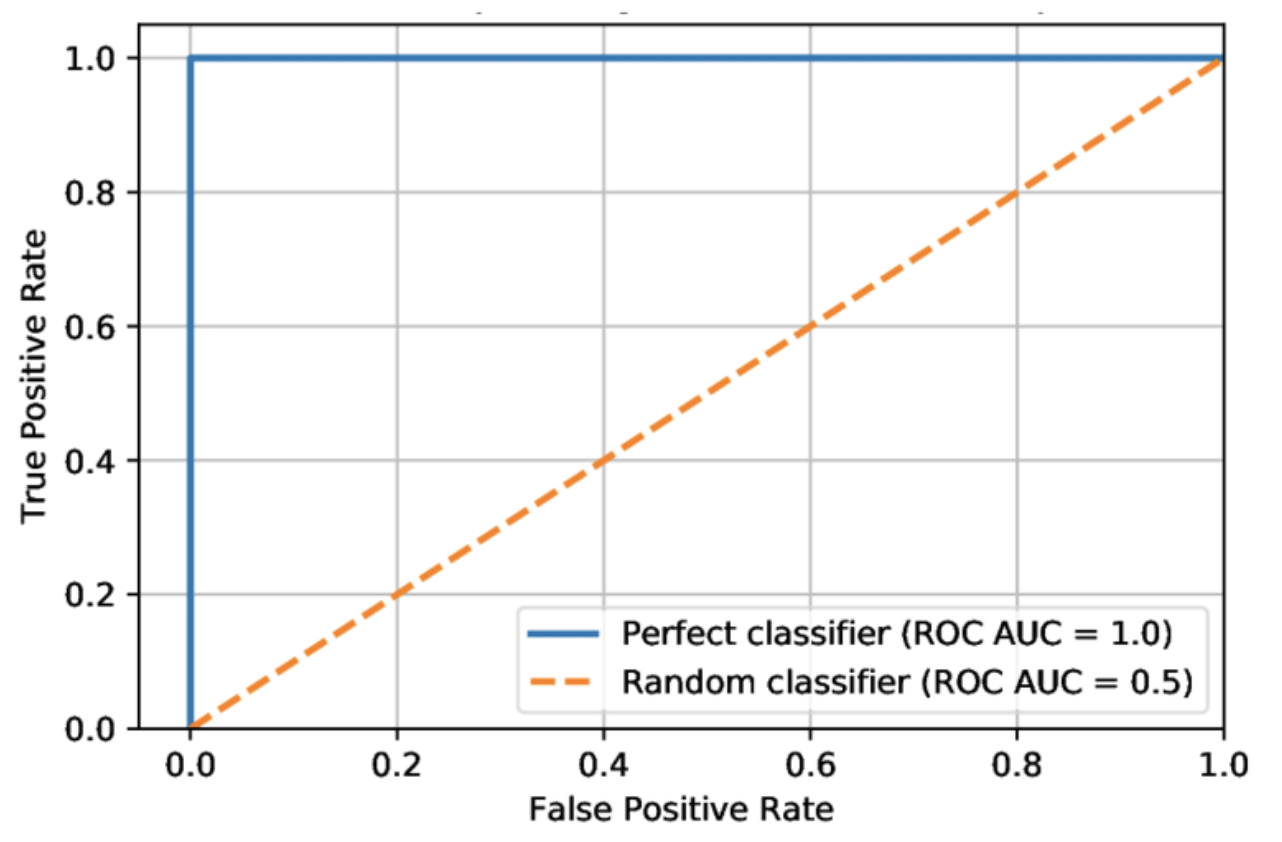 1.0
0.8
0.6
0.4
0.2
0.0
True Positive Rate
Perfect classifier (ROC AUC = 1.0)
Random classifier (ROC AUC = 0.5)
0.0 0.2 0.4 0.6 0.8 1.0
False Positive Rate